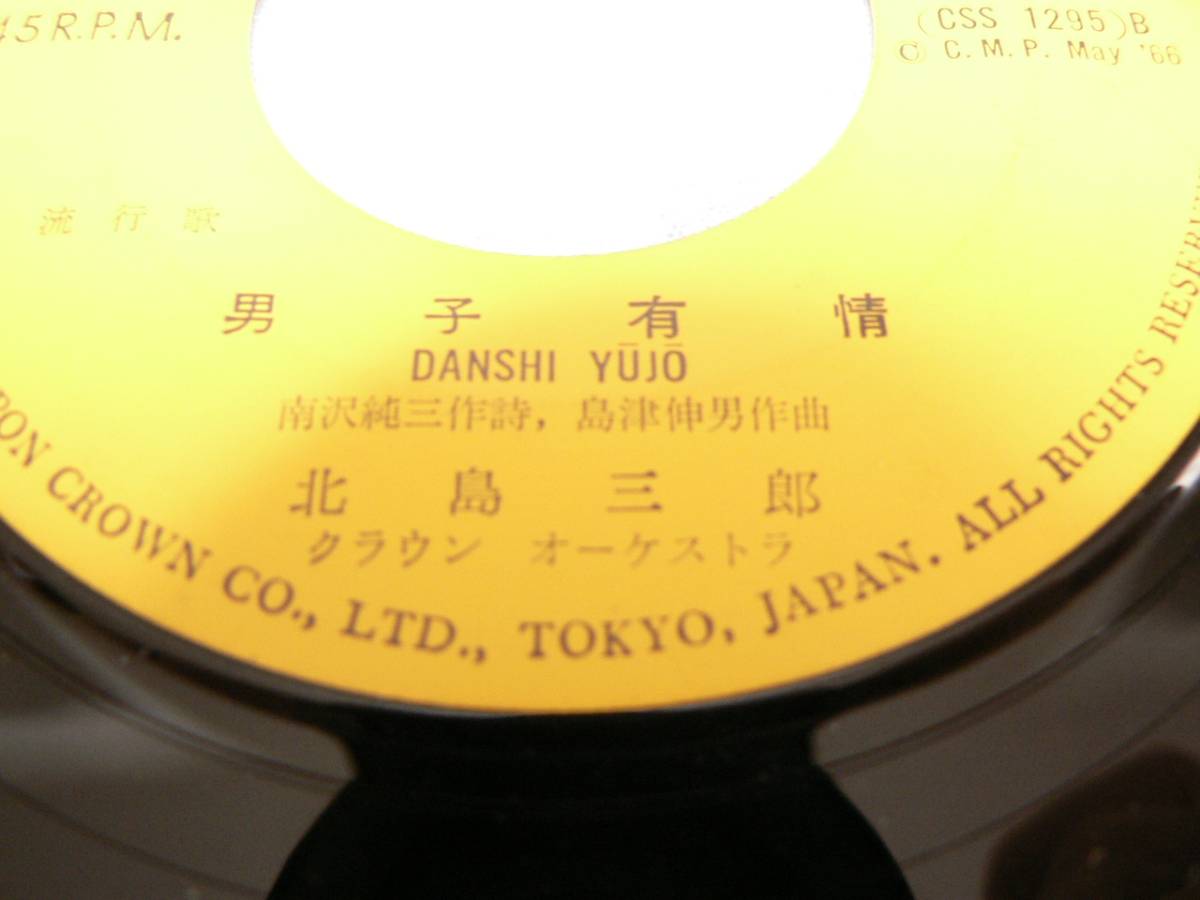 45 R.P.M.
(CSS 1295)B
© C.M.P. May '66
流行歌
男子有情
DANSHI YŪJŌ
南沢純三作詩, 島津伸男作曲
北島三郎
クラウン オーケストラ
CROWN CO., LTD., TOKYO, JAPAN. ALL RIGHTS